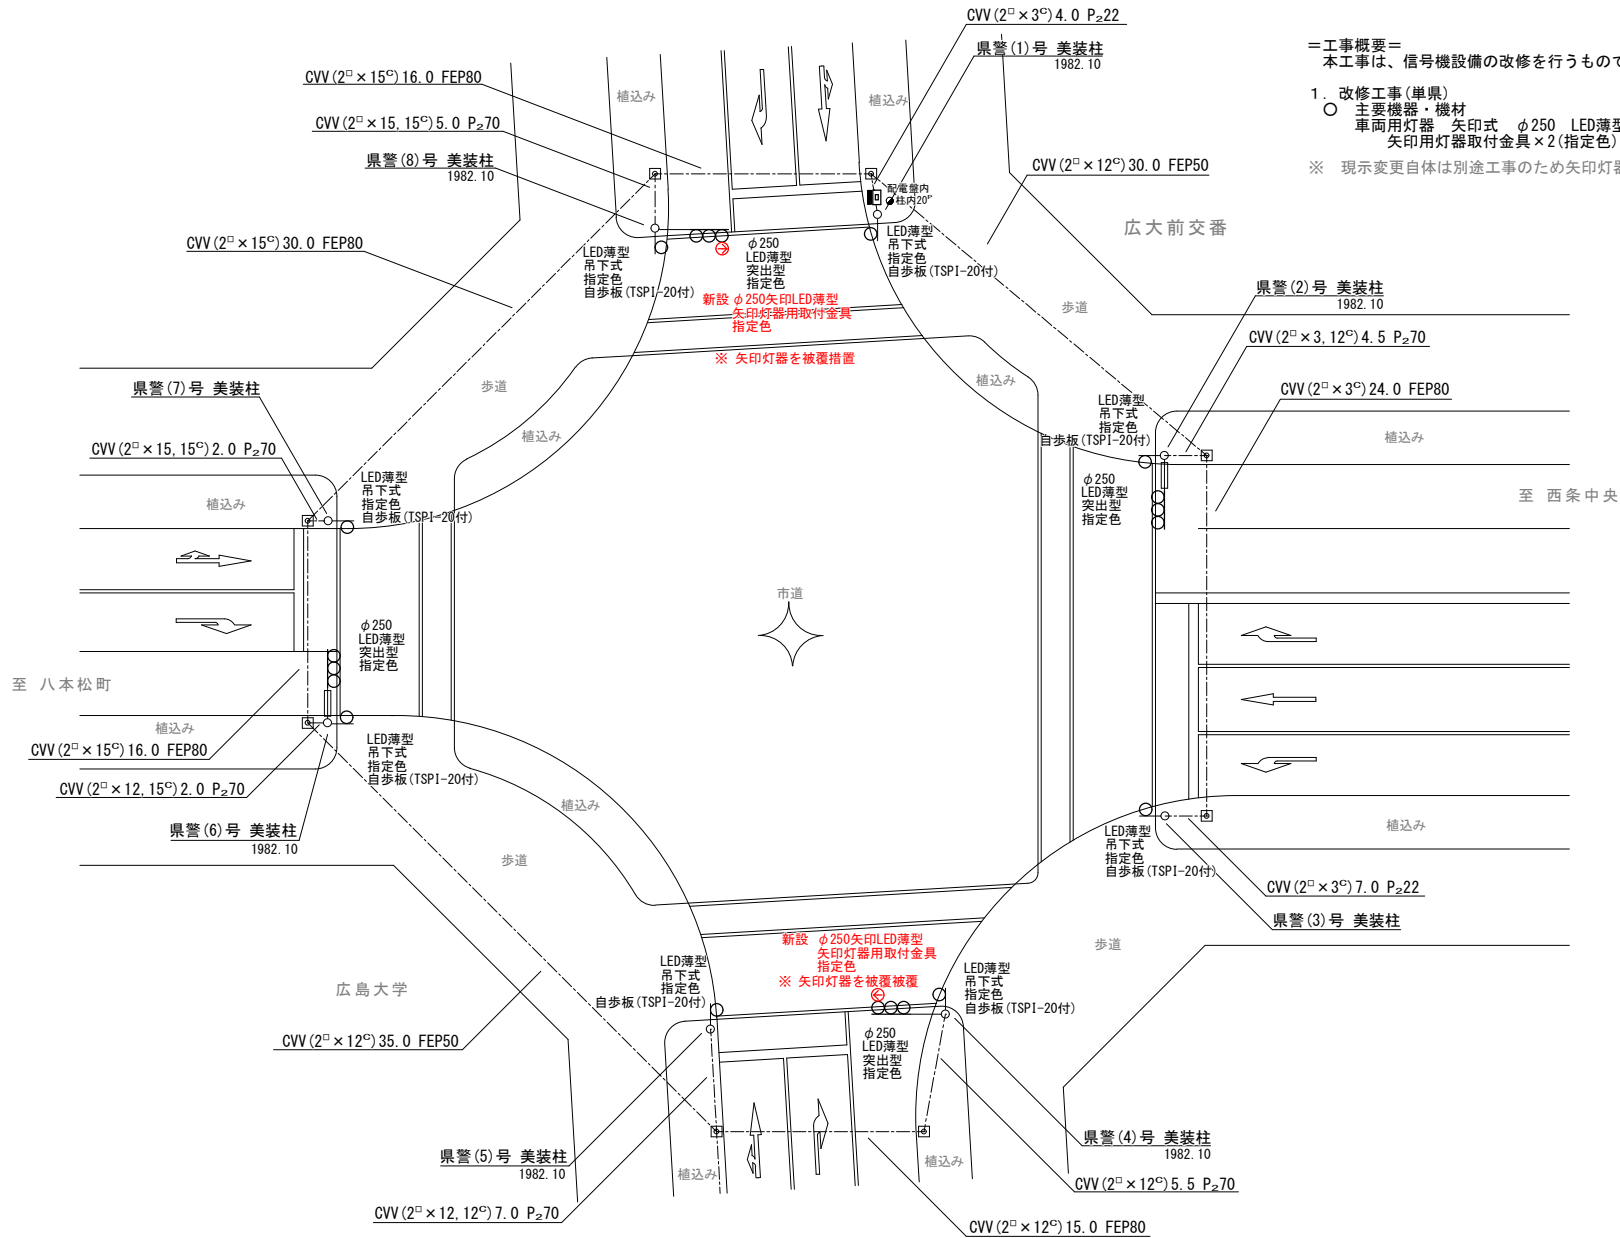 CVV(2□×3C)4.0 P₂22
県警(1)号 美装柱
1982.10
=工事概要=
本工事は、信号機設備の改修を行うもので
1. 改修工事(単県)
○ 主要機器・機材
車両用灯器 矢印式 φ250 LED薄型
矢印用灯器取付金具×2(指定色)
※ 現示変更自体は別途工事のため矢印灯器
CVV(2□×15C)16.0 FEP80
CVV(2□×15,15C)5.0 P₂70
県警(8)号 美装柱
1982.10
植込み
植込み
CVV(2□×12C)30.0 FEP50
配電盤内
柱内20P
広大前交番
CVV(2□×15C)30.0 FEP80
LED薄型
吊下式
指定色
自歩板(TSPI-20付)
φ250
LED薄型
突出型
指定色
LED薄型
吊下式
指定色
自歩板(TSPI-20付)
新設 φ250矢印LED薄型
矢印灯器用取付金具
指定色
※ 矢印灯器を被覆措置
県警(2)号 美装柱
1982.10
歩道
CVV(2□×3,12C)4.5 P₂70
県警(7)号 美装柱
歩道
植込み
CVV(2□×3C)24.0 FEP80
LED薄型
吊下式
指定色
自歩板(TSPI-20付)
植込み
植込み
CVV(2□×15,15C)2.0 P₂70
LED薄型
吊下式
指定色
自歩板(TSPI-20付)
植込み
φ250
LED薄型
突出型
指定色
至 西条中央
市道
φ250
LED薄型
突出型
指定色
至 八本松町
植込み
CVV(2□×15C)16.0 FEP80
LED薄型
吊下式
指定色
自歩板(TSPI-20付)
CVV(2□×12,15C)2.0 P₂70
植込み
県警(6)号 美装柱
1982.10
歩道
LED薄型
吊下式
指定色
自歩板(TSPI-20付)
植込み
CVV(2□×3C)7.0 P₂22
県警(3)号 美装柱
新設 φ250矢印LED薄型
矢印灯器用取付金具
指定色
※ 矢印灯器を被覆被覆
歩道
広島大学
LED薄型
吊下式
指定色
自歩板(TSPI-20付)
LED薄型
吊下式
指定色
自歩板(TSPI-20付)
CVV(2□×12C)35.0 FEP50
φ250
LED薄型
突出型
指定色
県警(5)号 美装柱
1982.10
植込み
植込み
県警(4)号 美装柱
1982.10
CVV(2□×12C)5.5 P₂70
CVV(2□×12,12C)7.0 P₂70
CVV(2□×12C)15.0 FEP80